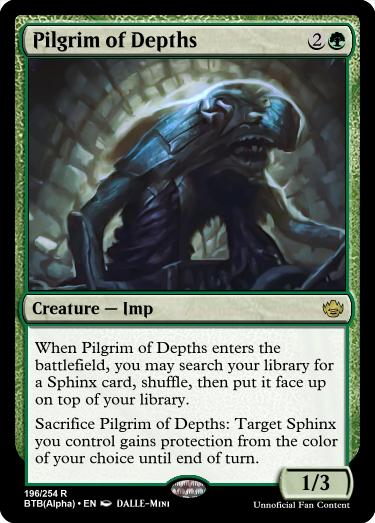 Pilgrim of Depths 2
Creature — Imp
When Pilgrim of Depths enters the
battlefield, you may search your library for
a Sphinx card, shuffle, then put it face up
on top of your library.
Sacrifice Pilgrim of Depths: Target Sphinx
you control gains protection from the color
of your choice until end of turn.
1/3
196/254 R
BTB(Alpha) • EN DALLE-Mini
Unofficial Fan Content